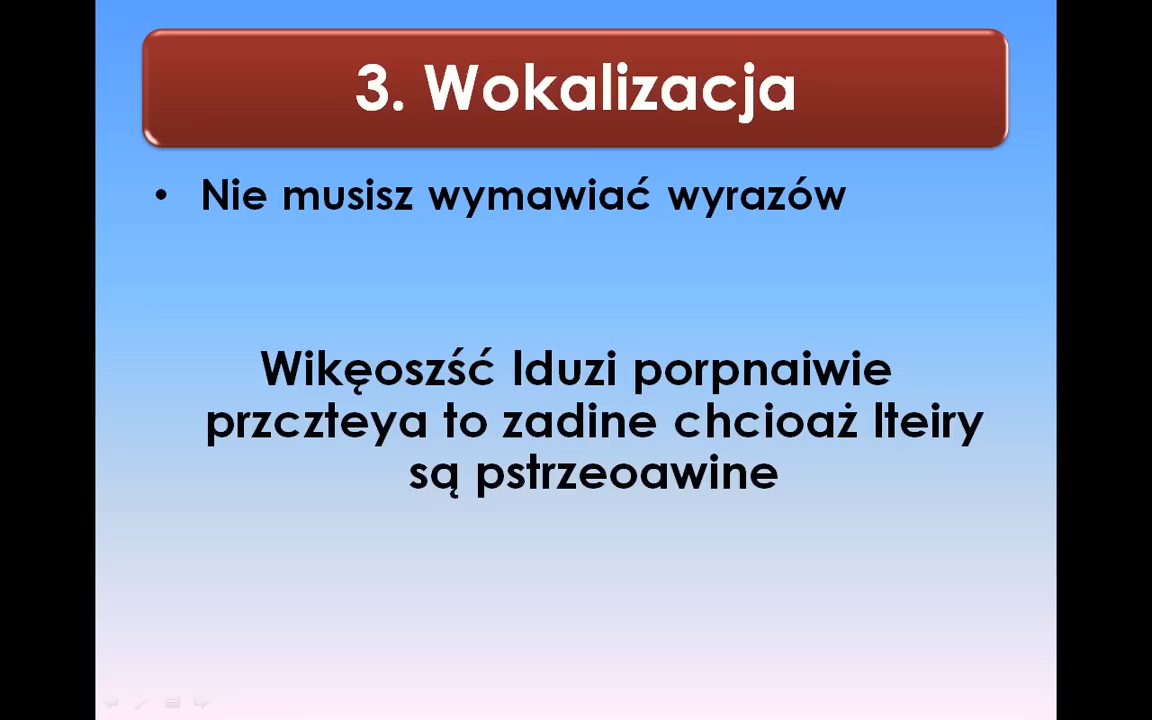 3. Wokalizacja
• Nie musisz wymawiać wyrazów
Wikęoszść lduzi porpnaiwie
przczteya to zadine chcioaż lteiry
są pstrzeoawine